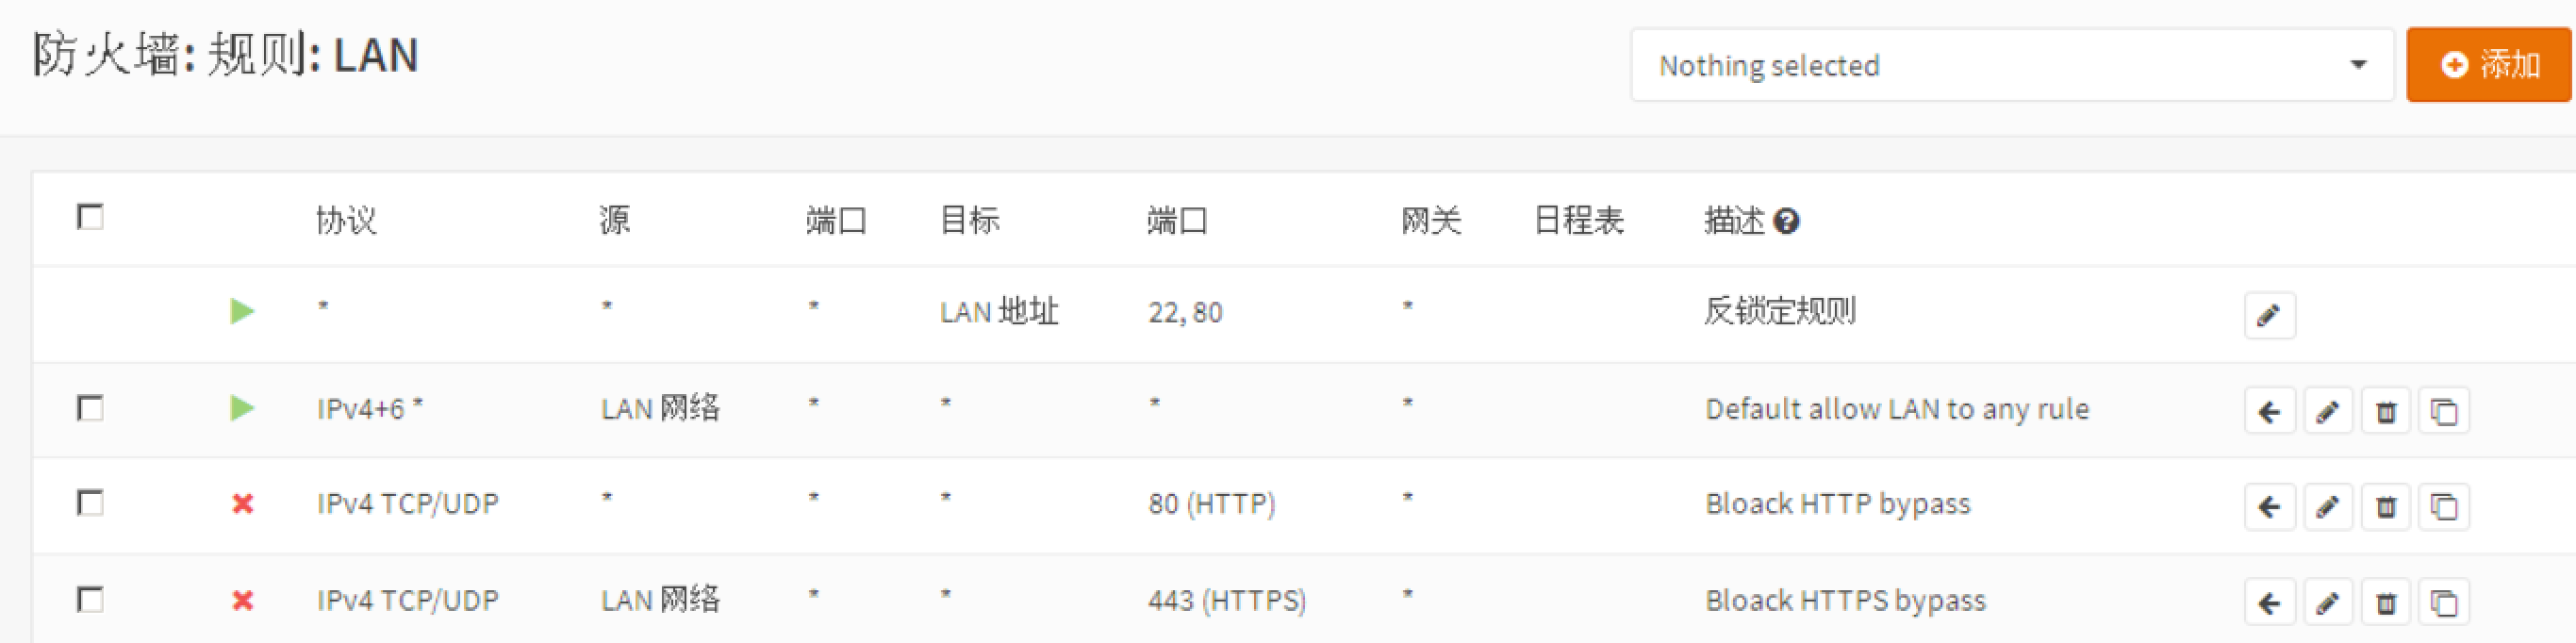 防火墙: 规则: LAN
Nothing selected
添加
协议 源 端口 目标 端口 网关 日程表 描述
* * * LAN 地址 22, 80 * 反锁定规则
IPv4+6 * LAN 网络 * * * * Default allow LAN to any rule
IPv4 TCP/UDP * * * 80 (HTTP) * Bloack HTTP bypass
IPv4 TCP/UDP LAN 网络 * * 443 (HTTPS) * Bloack HTTPS bypass